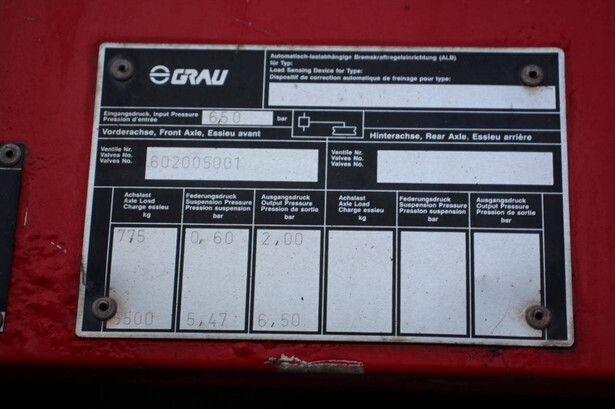 GRAU
Automatisch-lastabhängige Bremskraftregeleinrichtung (ALB)
für Typ:
Load Sensing Device for Type:
Dispositif de correction automatique de freinage pour type:
Eingangsdruck, Input Pressure
Pression d'entrée
6,50 bar
Vorderachse, Front Axle, Essieu avant
Hinterachse, Rear Axle, Essieu arrière
Ventile Nr.
Valves No.
Valves No.
602005001
Ventile Nr.
Valves No.
Valves No.
Achslast
Axle Load
Charge essieu
kg
Federungsdruck
Suspension Pressure
Pression suspension
bar
Ausgangsdruck
Output Pressure
Pression de sortie
bar
Achslast
Axle Load
Charge essieu
kg
Federungsdruck
Suspension Pressure
Pression suspension
bar
Ausgangsdruck
Output Pressure
Pression de sortie
bar
775 0,60 2,00
5500 5,47 6,50